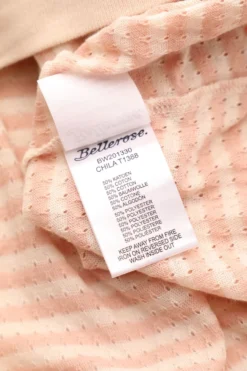 Bellerose.
BW201330
CHILA T1388
50% KATOEN
50% COTON
50% COTTON
50% BAUMWOLLE
50% COTONE
50% ALGODÓN
50% POLYESTER
50% POLYESTER
50% POLYESTER
50% POLYESTER
50% POLIESTERE
50% POLIESTER
KEEP AWAY FROM FIRE
IRON ON REVERSED SIDE
WASH INSIDE OUT